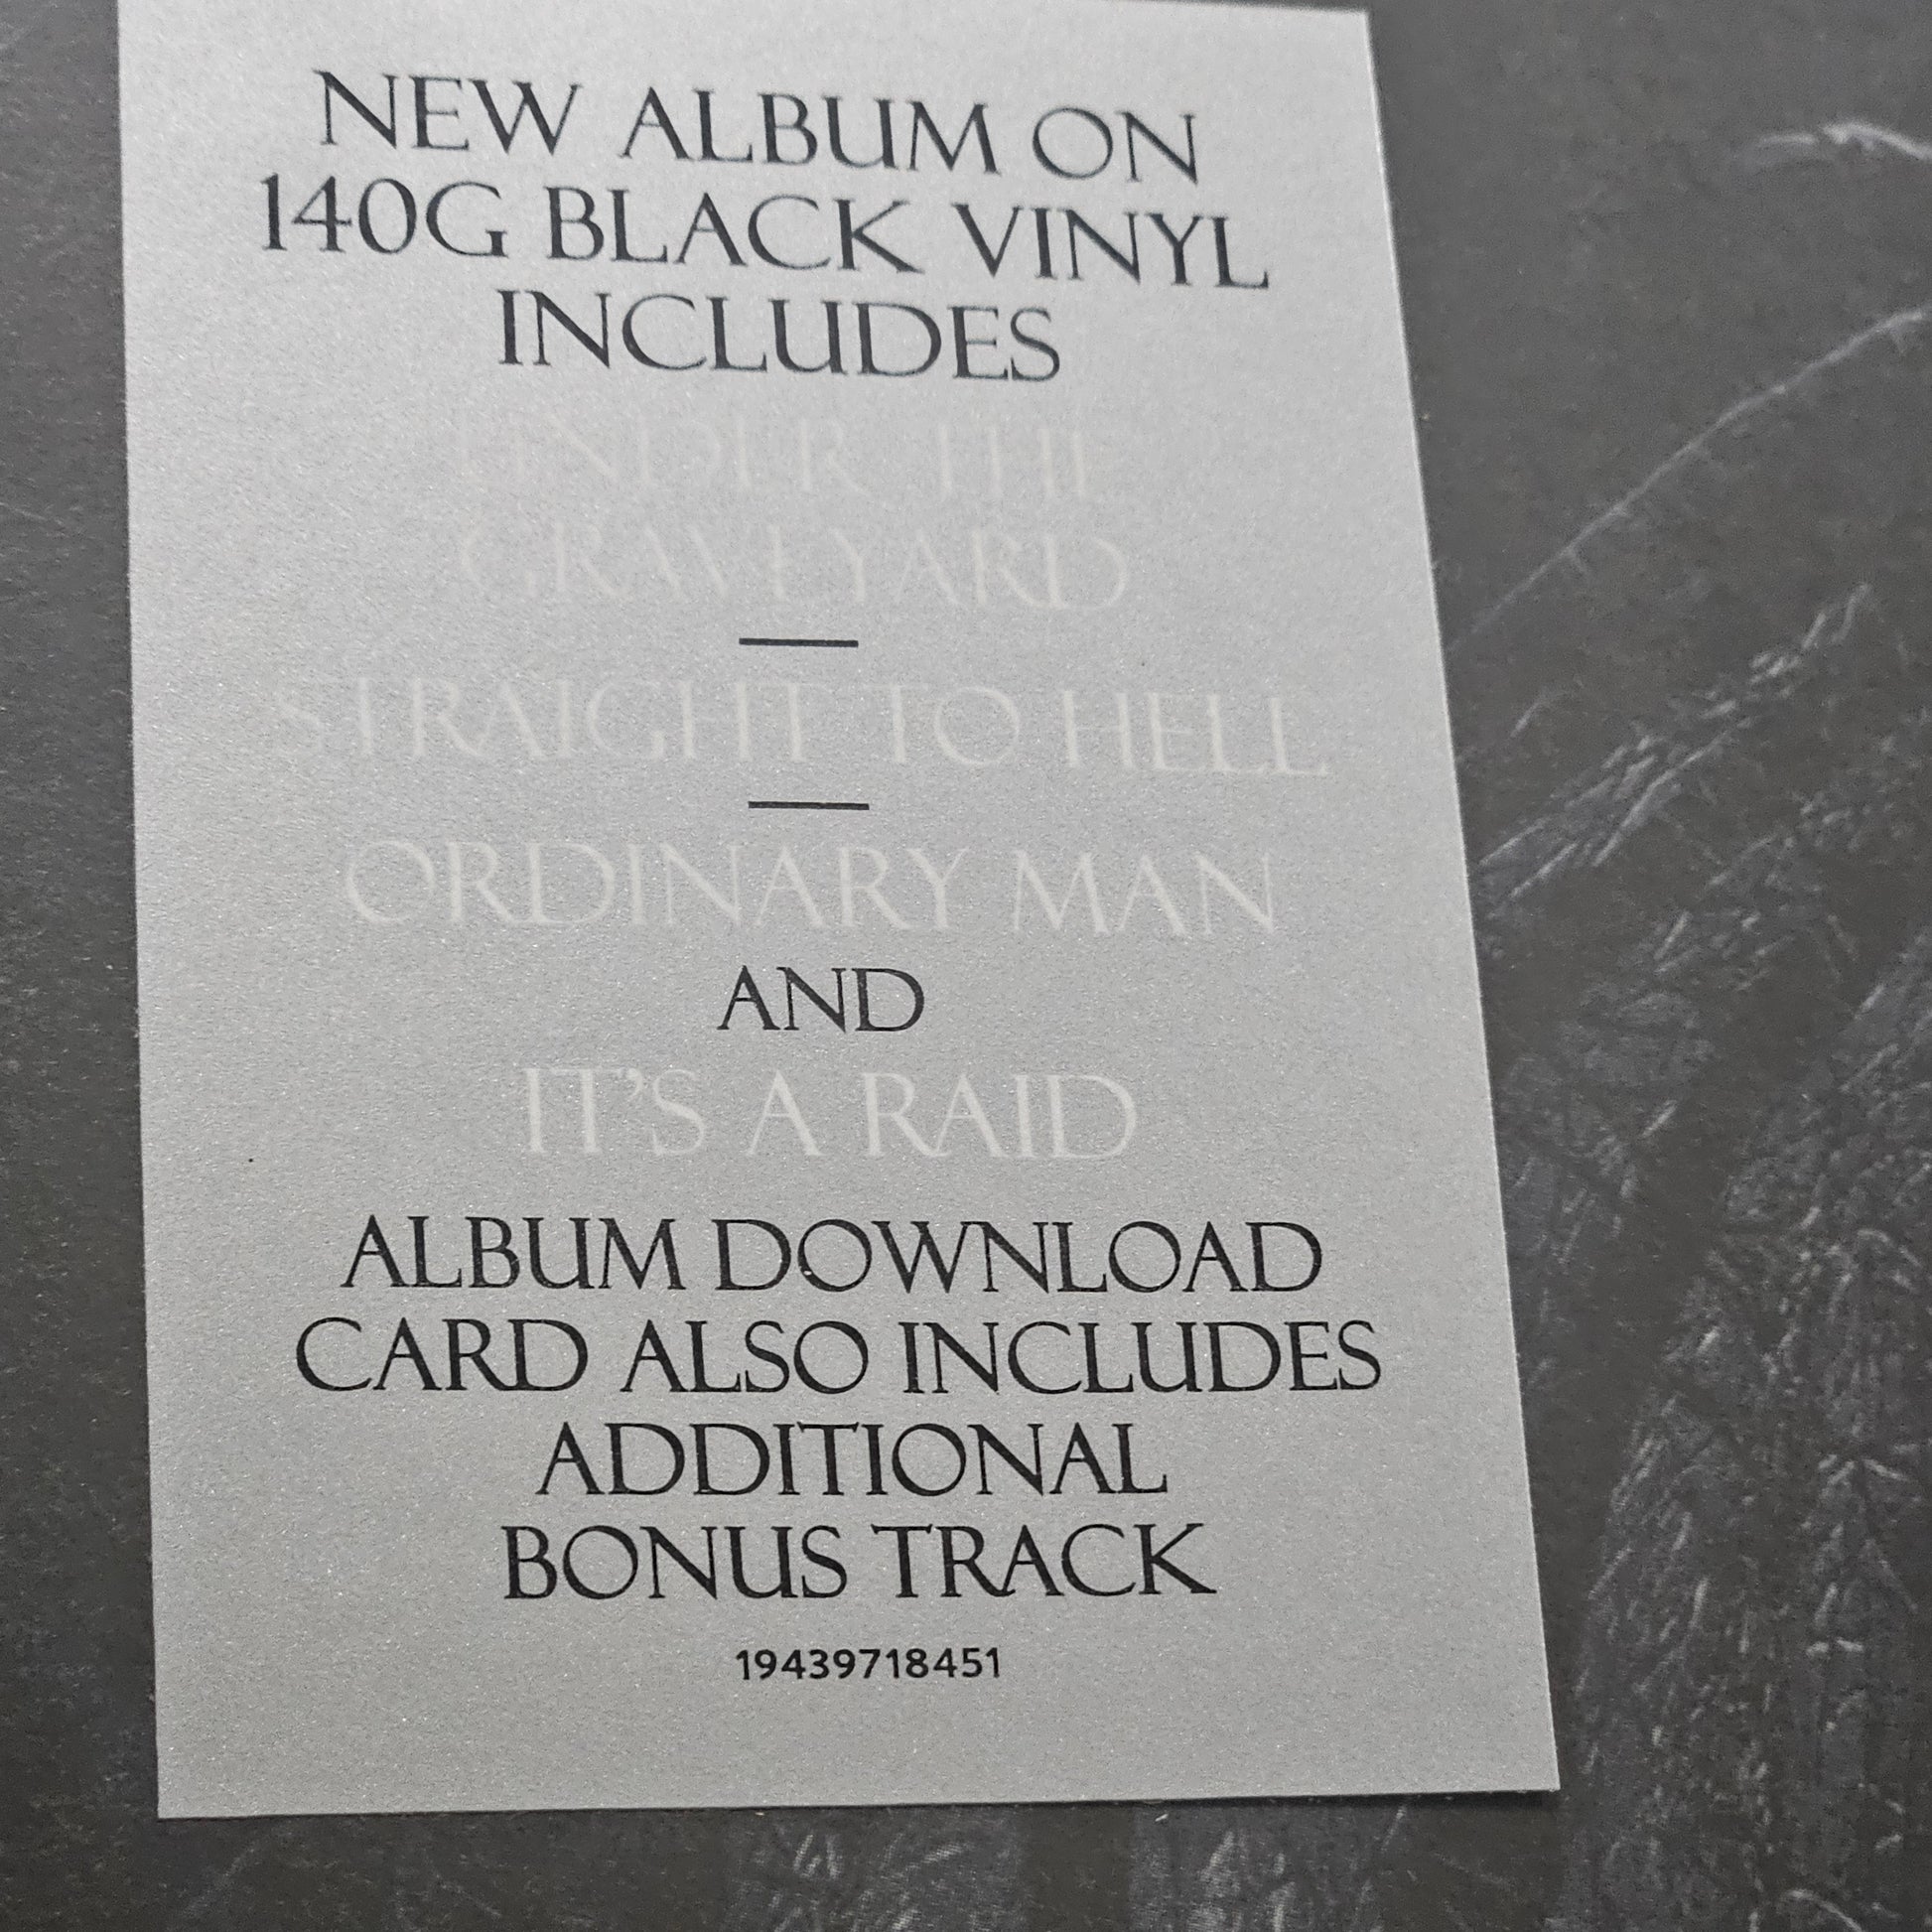 NEW ALBUM ON
140G BLACK VINYL
INCLUDES
UNDER THE
GRAVEYARD
STRAIGHT TO HELL
ORDINARY MAN
AND
IT'S A RAID
ALBUM DOWNLOAD
CARD ALSO INCLUDES
ADDITIONAL
BONUS TRACK
19439718451